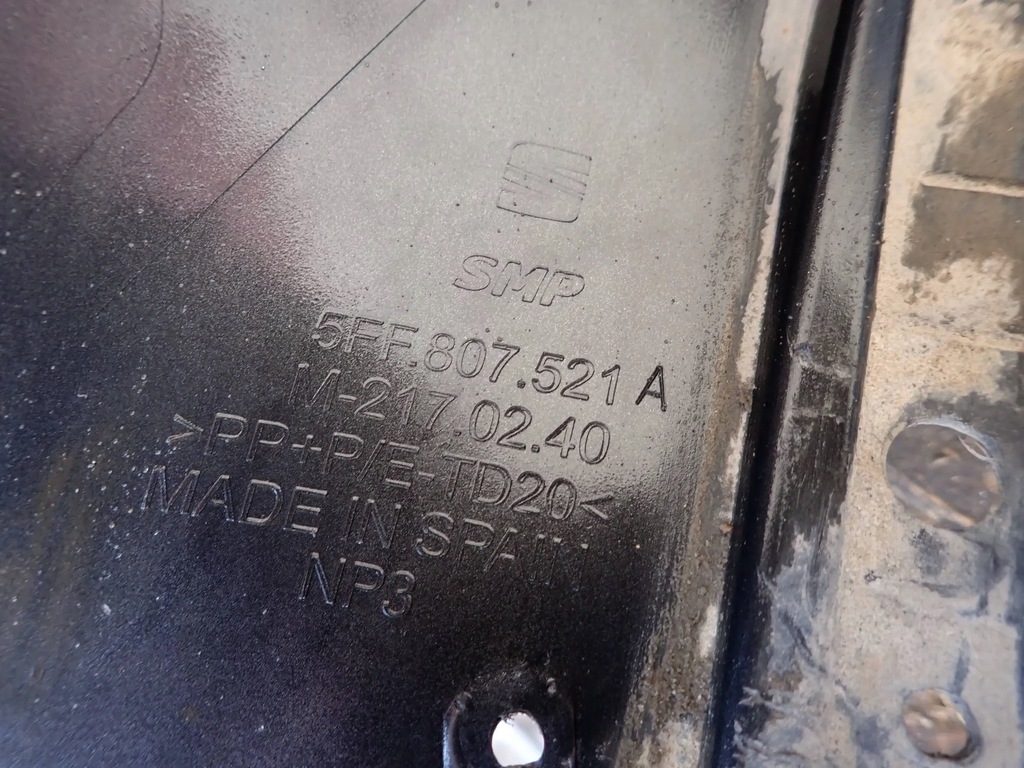 SMP
5FF.807.521 A
M-217.02.40
>PP+P/E-TD20<
MADE IN SPAIN
NP3